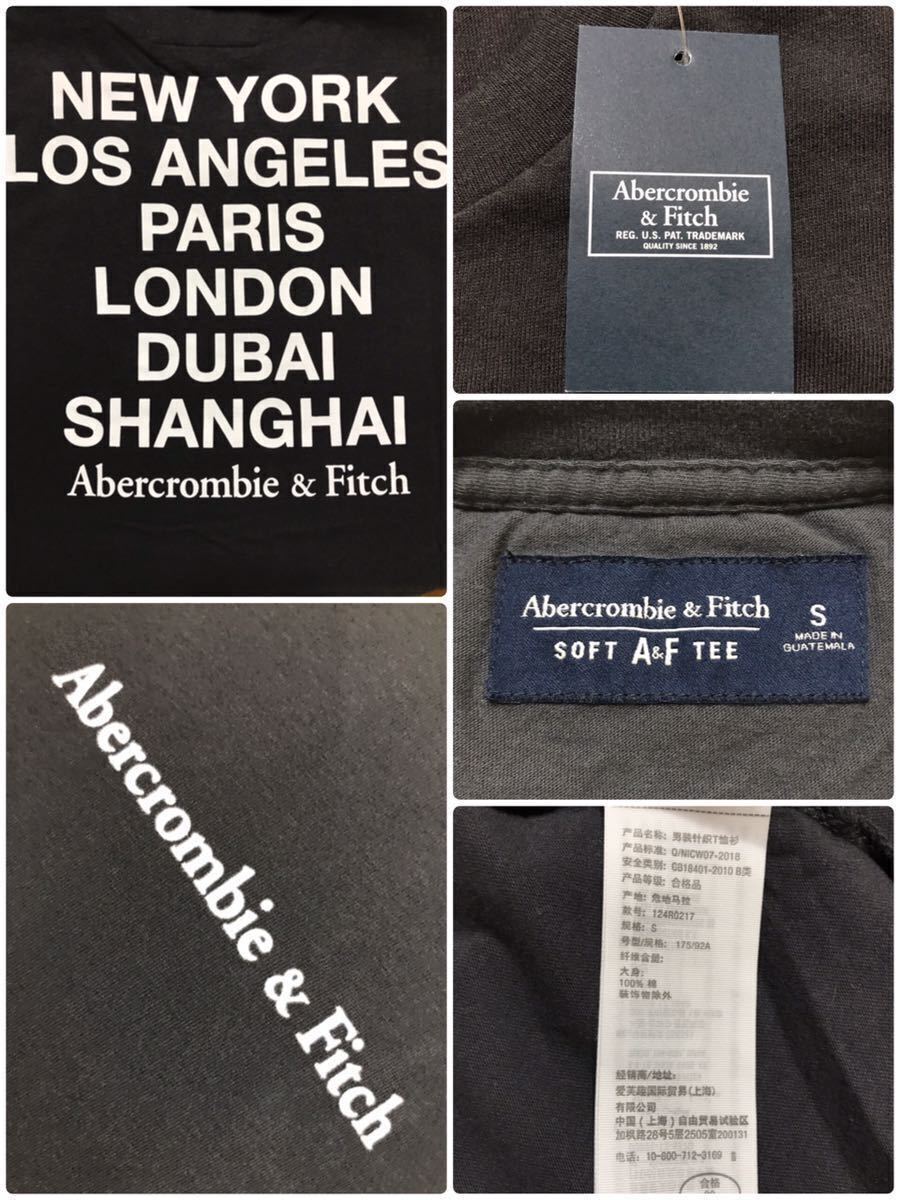 NEW YORK
LOS ANGELES
PARIS
LONDON
DUBAI
SHANGHAI
Abercrombie & Fitch
Abercrombie
& Fitch
REG. U.S. PAT. TRADEMARK
QUALITY SINCE 1892
Abercrombie & Fitch
SOFT A&F TEE
S
MADE IN
GUATEMALA
Abercrombie & Fitch
产品名称: 男装针织T恤衫
产品标准: Q/NICW07-2018
安全类别: GB18401-2010 B类
产品等级: 合格品
产地: 危地马拉
款号: 124R0217
规格: S
号型/规格: 175/92A
纤维含量:
大身:
100% 棉
装饰物除外
经销商/地址:
爱芙趣国际贸易(上海)
有限公司
中国(上海)自由贸易试验区
加枫路28号5层2505室200131
电话: 10-800-712-3169 S
合格